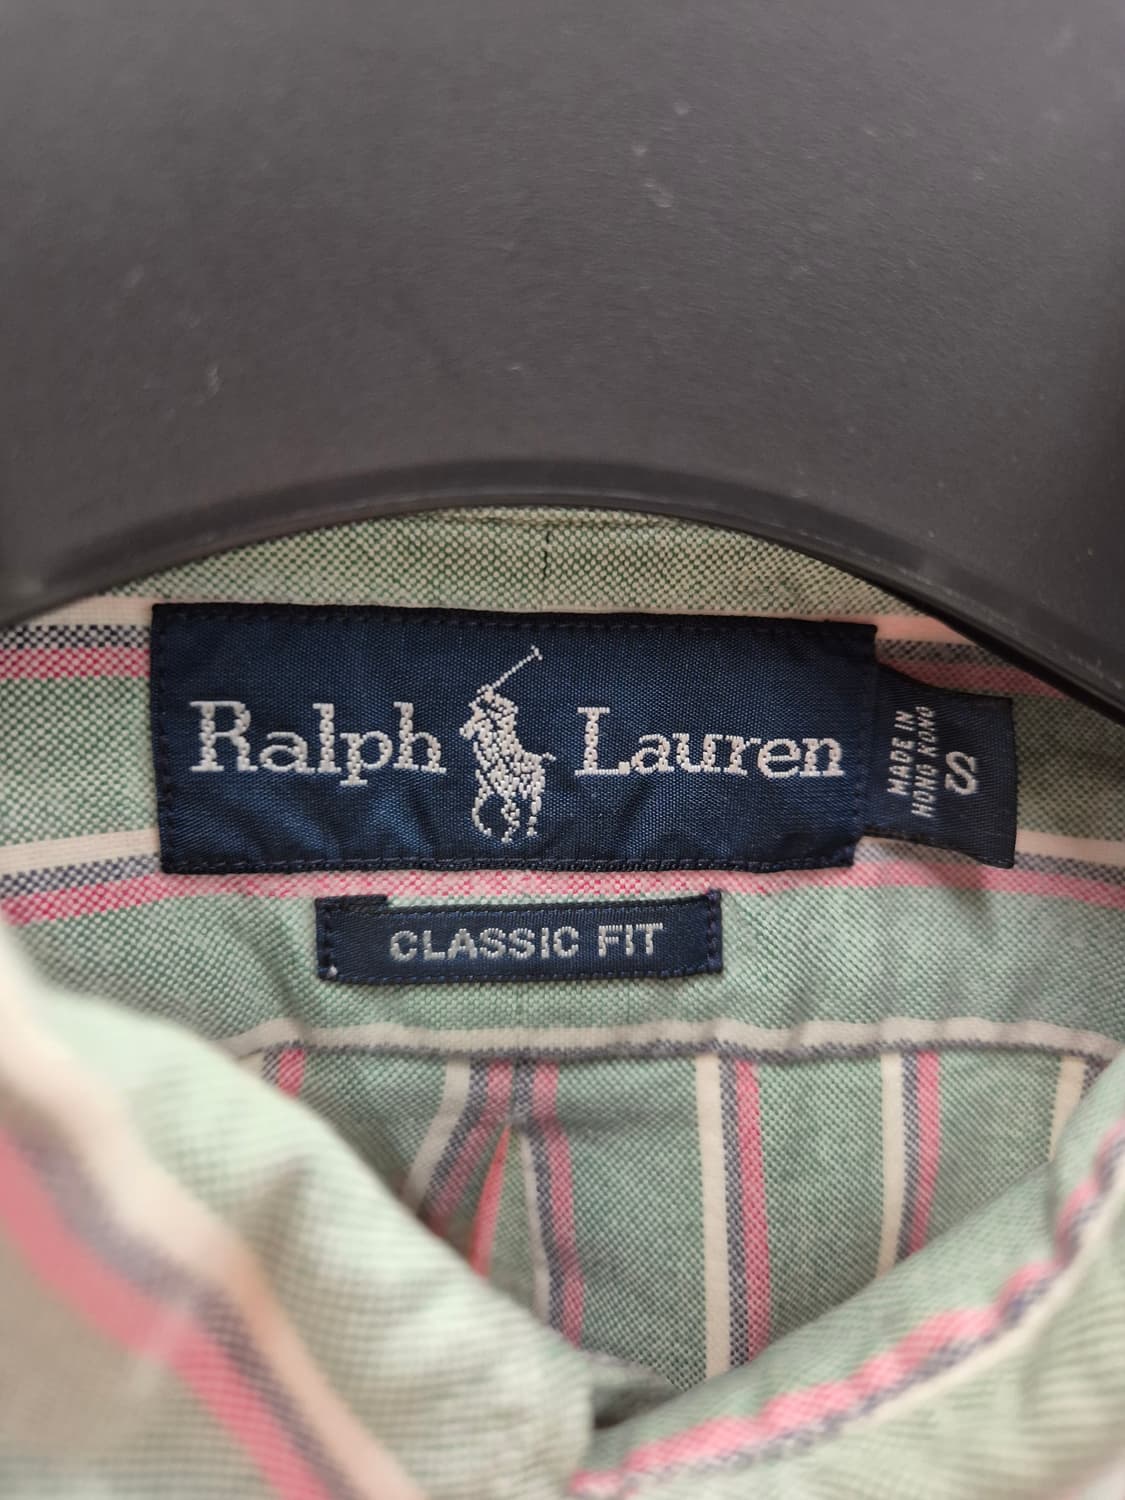 Ralph Lauren
MADE IN
HONG KONG
S
CLASSIC FIT